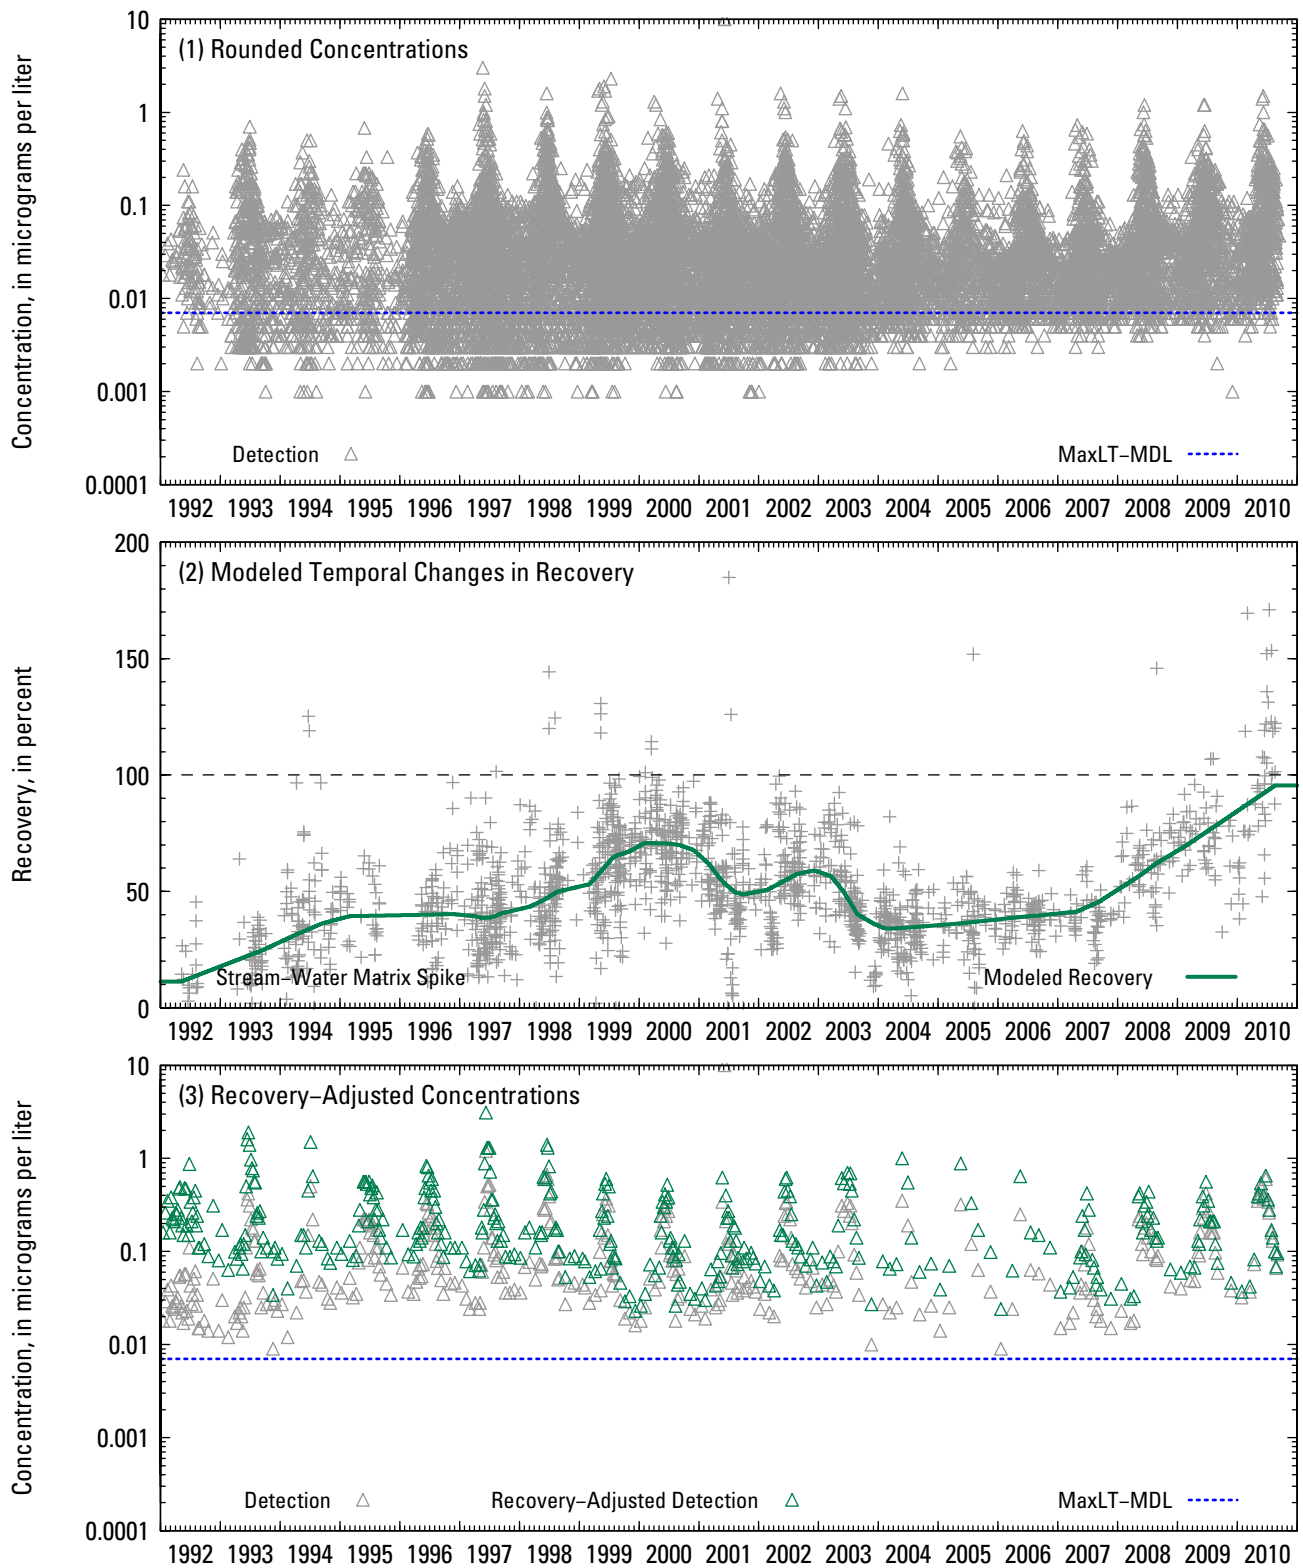 (1) Rounded Concentrations
Concentration, in micrograms per liter
10
1
0.1
0.01
0.001
0.0001
Detection
MaxLT–MDL
1992 1993 1994 1995 1996 1997 1998 1999 2000 2001 2002 2003 2004 2005 2006 2007 2008 2009 2010
(2) Modeled Temporal Changes in Recovery
Recovery, in percent
200
150
100
50
0
Stream–Water Matrix Spike
Modeled Recovery
1992 1993 1994 1995 1996 1997 1998 1999 2000 2001 2002 2003 2004 2005 2006 2007 2008 2009 2010
(3) Recovery–Adjusted Concentrations
Concentration, in micrograms per liter
10
1
0.1
0.01
0.001
0.0001
Detection
Recovery–Adjusted Detection
MaxLT–MDL
1992 1993 1994 1995 1996 1997 1998 1999 2000 2001 2002 2003 2004 2005 2006 2007 2008 2009 2010